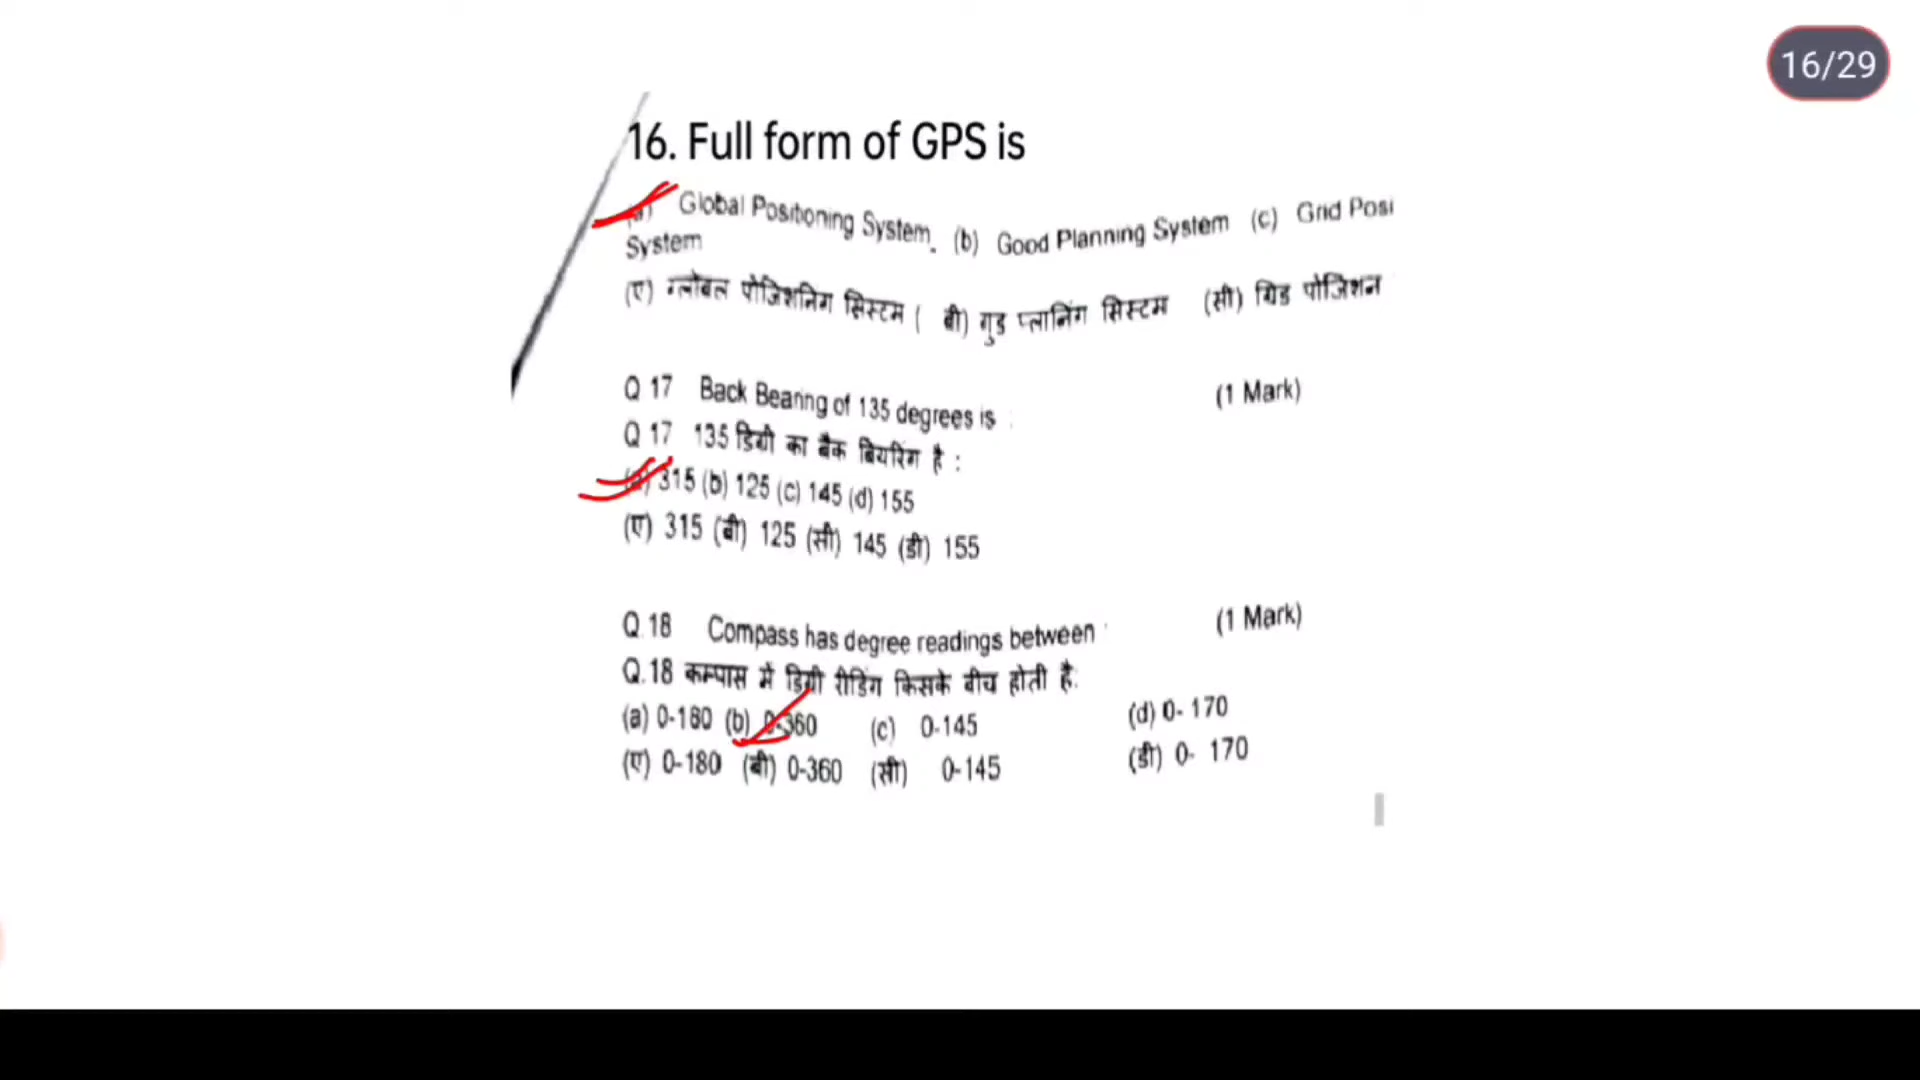 16/29
16. Full form of GPS is
(a) Global Positioning System. (b) Good Planning System (c) Grid Posi
System
(ए) ग्लोबल पोजिशनिग सिस्टम ( बी) गुड प्लानिंग सिस्टम (सी) ग्रिड पोजिशन
Q 17 Back Bearing of 135 degrees is : (1 Mark)
Q 17 135 डिग्री का बैक बियरिंग है :
(a) 315 (b) 125 (c) 145 (d) 155
(ए) 315 (बी) 125 (सी) 145 (डी) 155
Q.18 Compass has degree readings between (1 Mark)
Q.18 कम्पास में डिग्री रीडिंग किसके बीच होती है:
(a) 0-180 (b) 0-360 (c) 0-145 (d) 0- 170
(ए) 0-180 (बी) 0-360 (सी) 0-145 (डी) 0- 170